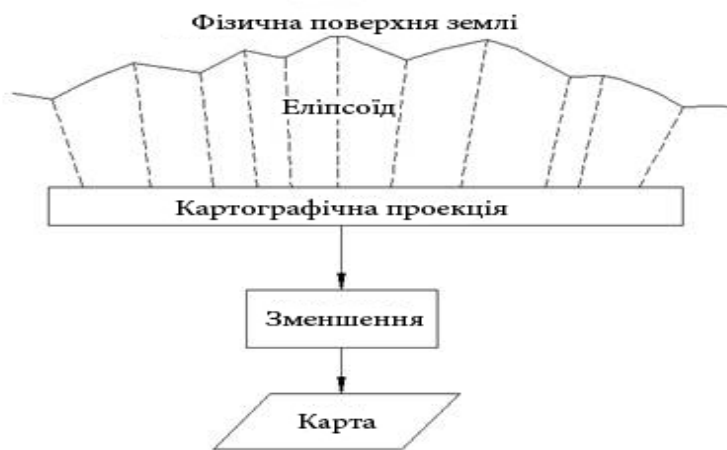 Фізична поверхня землі
Еліпсоїд
Картографічна проекція
Зменшення
Карта